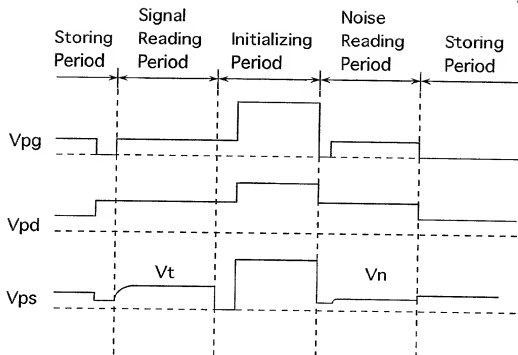 Storing
Period
Signal
Reading
Period
Initializing
Period
Noise
Reading
Period
Storing
Period
Vpg
Vpd
Vps
Vt
Vn